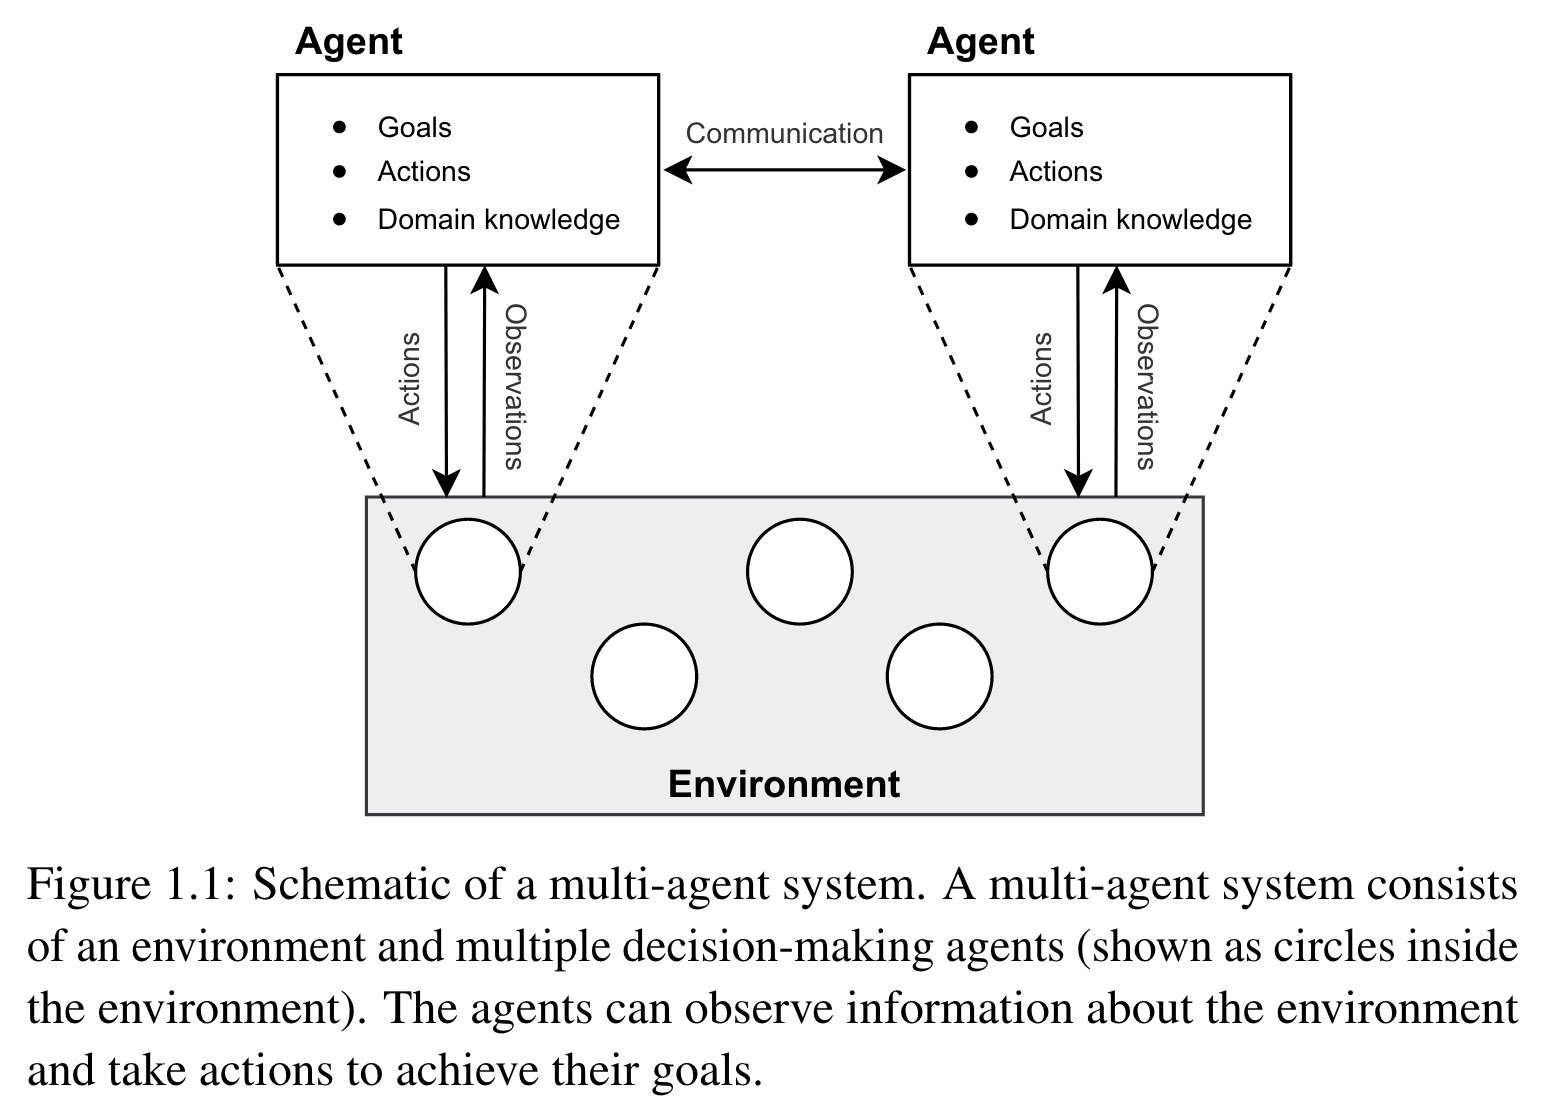 Agent
Agent
● Goals
● Actions
● Domain knowledge
Communication
● Goals
● Actions
● Domain knowledge
Actions
Observations
Actions
Observations
Environment
Figure 1.1: Schematic of a multi-agent system. A multi-agent system consists
of an environment and multiple decision-making agents (shown as circles inside
the environment). The agents can observe information about the environment
and take actions to achieve their goals.